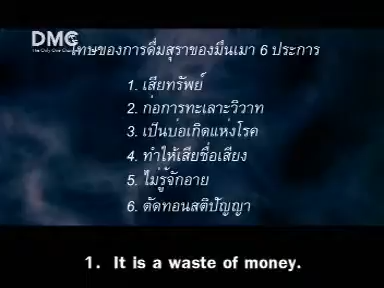 DMC
The Only One Cha
โทษของการดื่มสุราของมึนเมา 6 ประการ
1. เสียทรัพย์
2. ก่อการทะเลาะวิวาท
3. เป็นบ่อเกิดแห่งโรค
4. ทำให้เสียชื่อเสียง
5. ไม่รู้จักอาย
6. ตัดทอนสติปัญญา
1. It is a waste of money.